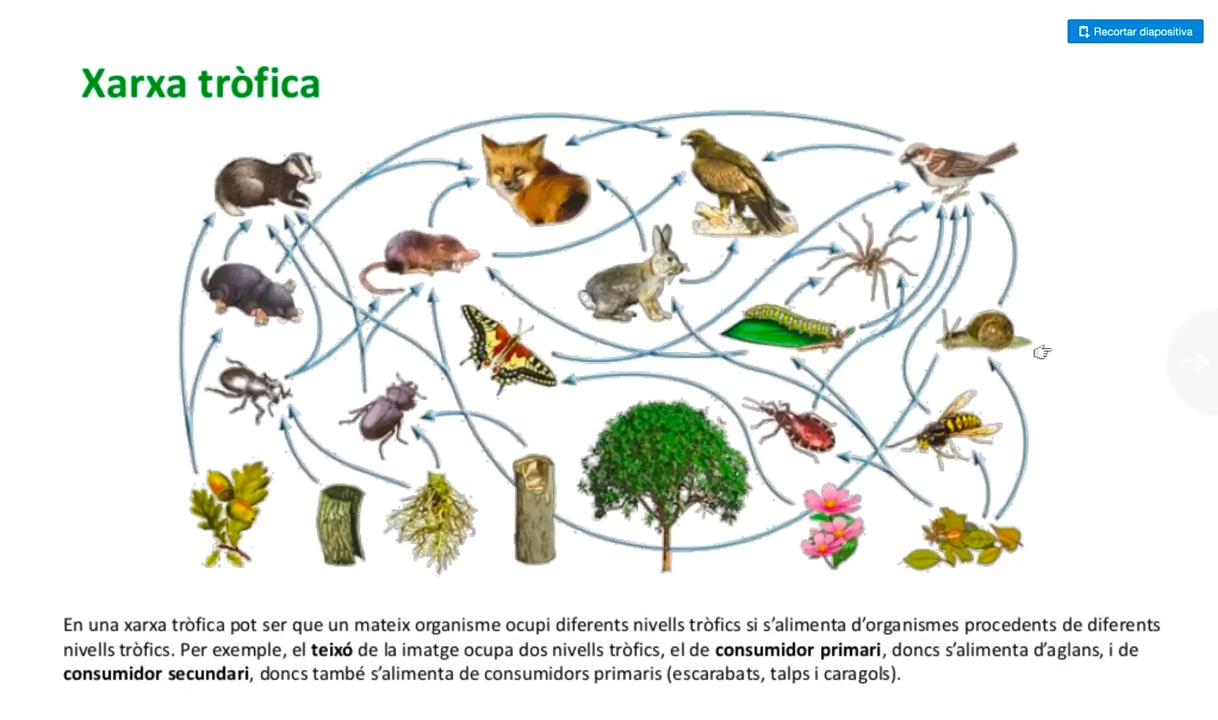 Recortar diapositiva
Xarxa tròfica
En una xarxa tròfica pot ser que un mateix organisme ocupi diferents nivells tròfics si s’alimenta d’organismes procedents de diferents
nivells tròfics. Per exemple, el teixó de la imatge ocupa dos nivells tròfics, el de consumidor primari, doncs s’alimenta d’aglans, i de
consumidor secundari, doncs també s’alimenta de consumidors primaris (escarabats, talps i caragols).